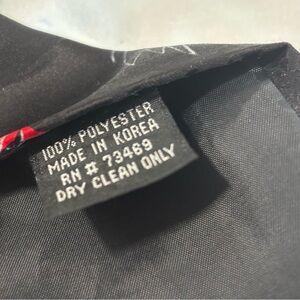 100% POLYESTER
MADE IN KOREA
RN # 73469
DRY CLEAN ONLY